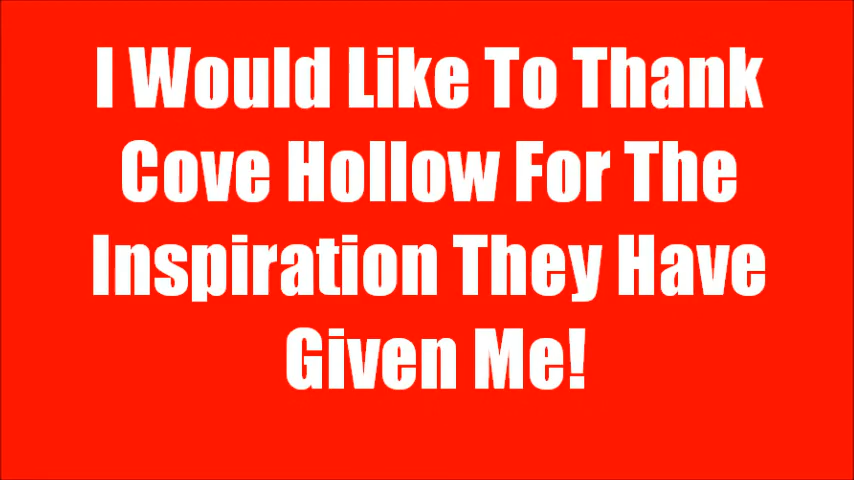 I Would Like To Thank
Cove Hollow For The
Inspiration They Have
Given Me!